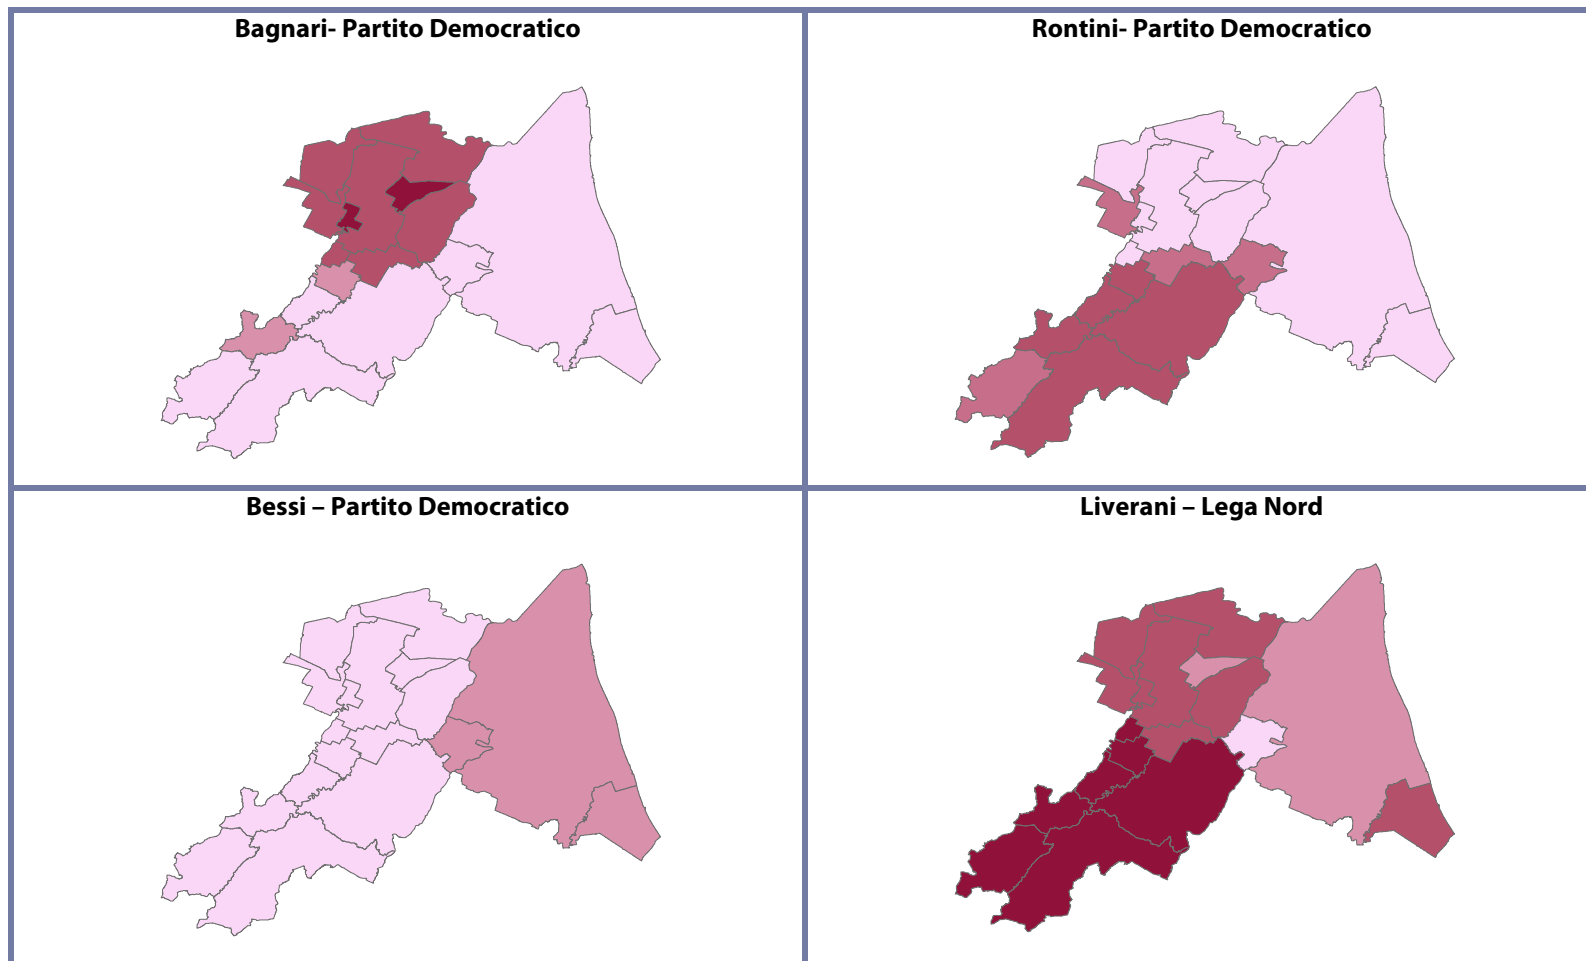 Bagnari- Partito Democratico
Rontini- Partito Democratico
Bessi – Partito Democratico
Liverani – Lega Nord